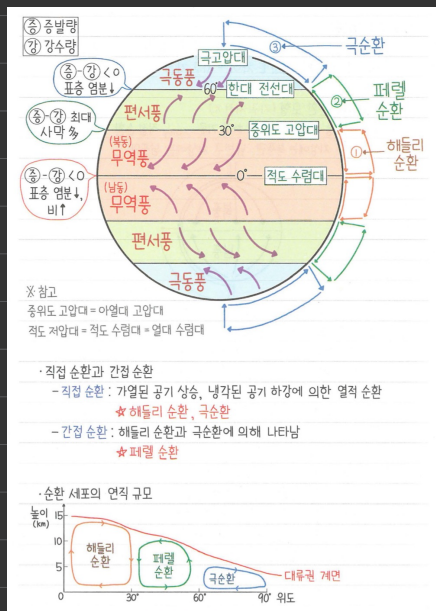 증 증발량
강 강수량
증-강<0
표층 염분↓
증-강 최대
사막 多
증-강<0
표층 염분↓,
비↑
극고압대
극동풍
60°
한대 전선대
편서풍
30°
중위도 고압대
(북동)
무역풍
0°
적도 수렴대
(남동)
무역풍
편서풍
극동풍
③ 극순환
② 페렐
순환
① 해들리
순환
※ 참고
중위도 고압대 = 아열대 고압대
적도 저압대 = 적도 수렴대 = 열대 수렴대
· 직접 순환과 간접 순환
- 직접 순환 : 가열된 공기 상승, 냉각된 공기 하강에 의한 열적 순환
☆ 해들리 순환, 극순환
- 간접 순환 : 해들리 순환과 극순환에 의해 나타남
☆ 페렐 순환
· 순환 세포의 연직 규모
높이
(km)
15
10
5
0
해들리
순환
페렐
순환
극순환
대류권 계면
30°
60°
90° 위도